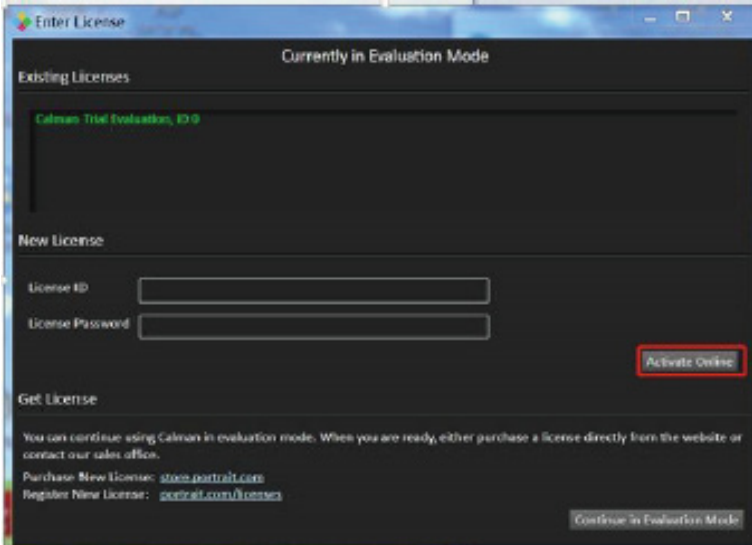 Enter License
Currently in Evaluation Mode
Existing Licenses
Calman Trial Evaluation, ID 0
New License
License ID
License Password
Activate Online
Get License
You can continue using Calman in evaluation mode. When you are ready, either purchase a license directly from the website or
contact our sales office.
Purchase New License: store.portrait.com
Register New License: portrait.com/licenses
Continue in Evaluation Mode